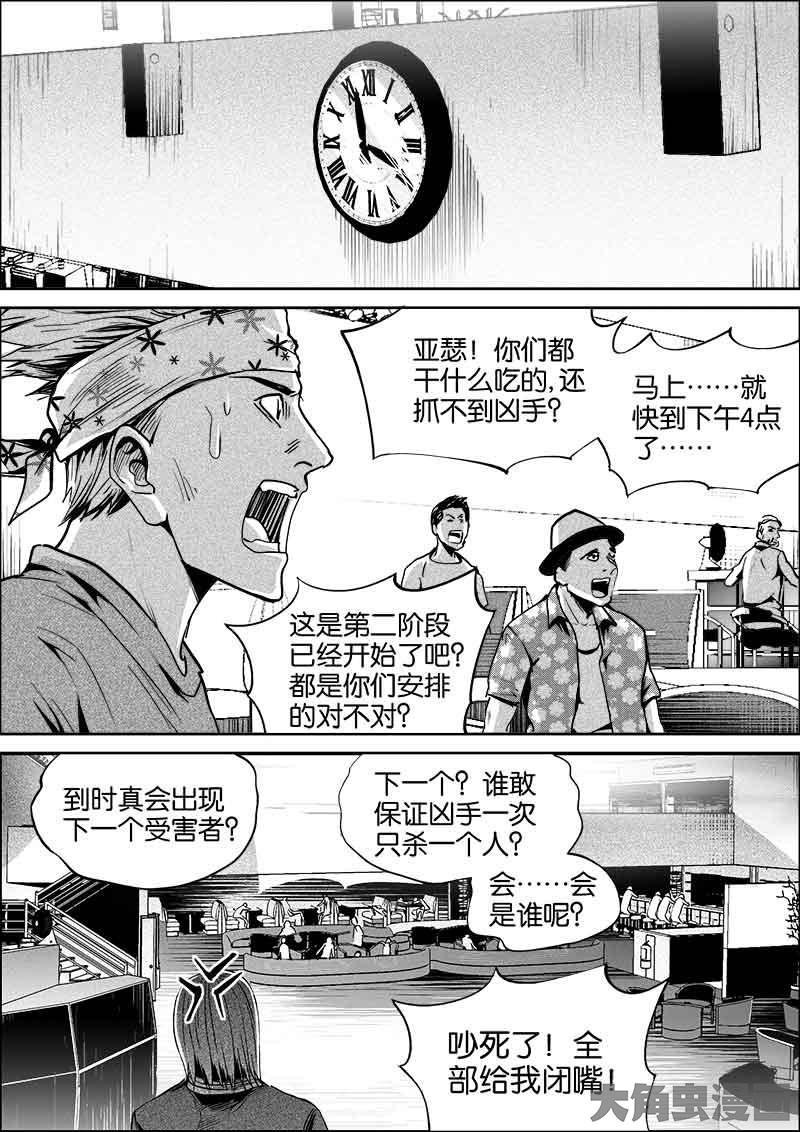 XII
亚瑟！你们都
干什么吃的,还
抓不到凶手?
马上……就
快到下午4点
了……
这是第二阶段
已经开始了吧?
都是你们安排
的对不对?
到时真会出现
下一个受害者?
下一个？谁敢
保证凶手一次
只杀一个人?
会……会
是谁呢?
吵死了！全
部给我闭嘴！
大角虫漫画